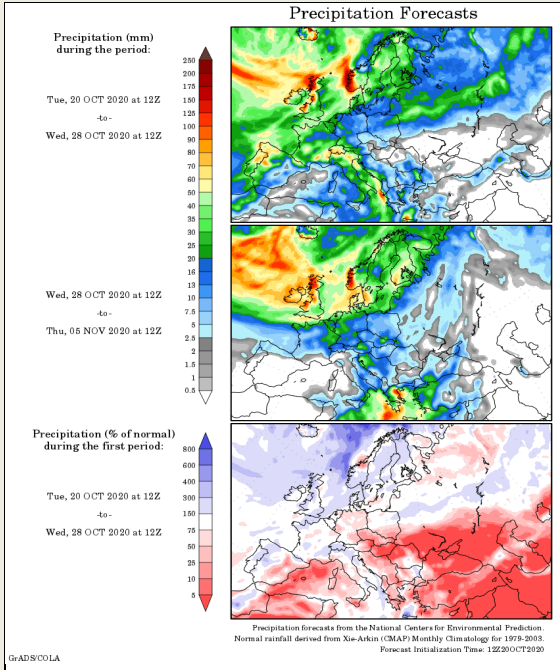 Precipitation Forecasts
Precipitation (mm)
during the period:
Tue, 20 OCT 2020 at 12Z
-to-
Wed, 28 OCT 2020 at 12Z
250
200
175
150
125
100
90
80
70
60
50
40
35
30
25
20
16
13
10
7.5
5
2.5
2
1.5
1
0.5
Wed, 28 OCT 2020 at 12Z
-to-
Thu, 05 NOV 2020 at 12Z
Precipitation (% of normal)
during the first period:
Tue, 20 OCT 2020 at 12Z
-to-
Wed, 28 OCT 2020 at 12Z
800
600
400
300
150
75
50
25
10
5
Precipitation forecasts from the National Centers for Environmental Prediction.
Normal rainfall derived from Xie-Arkin (CMAP) Monthly Climatology for 1979-2003.
Forecast Initialization Time: 12Z20OCT2020
GrADS/COLA